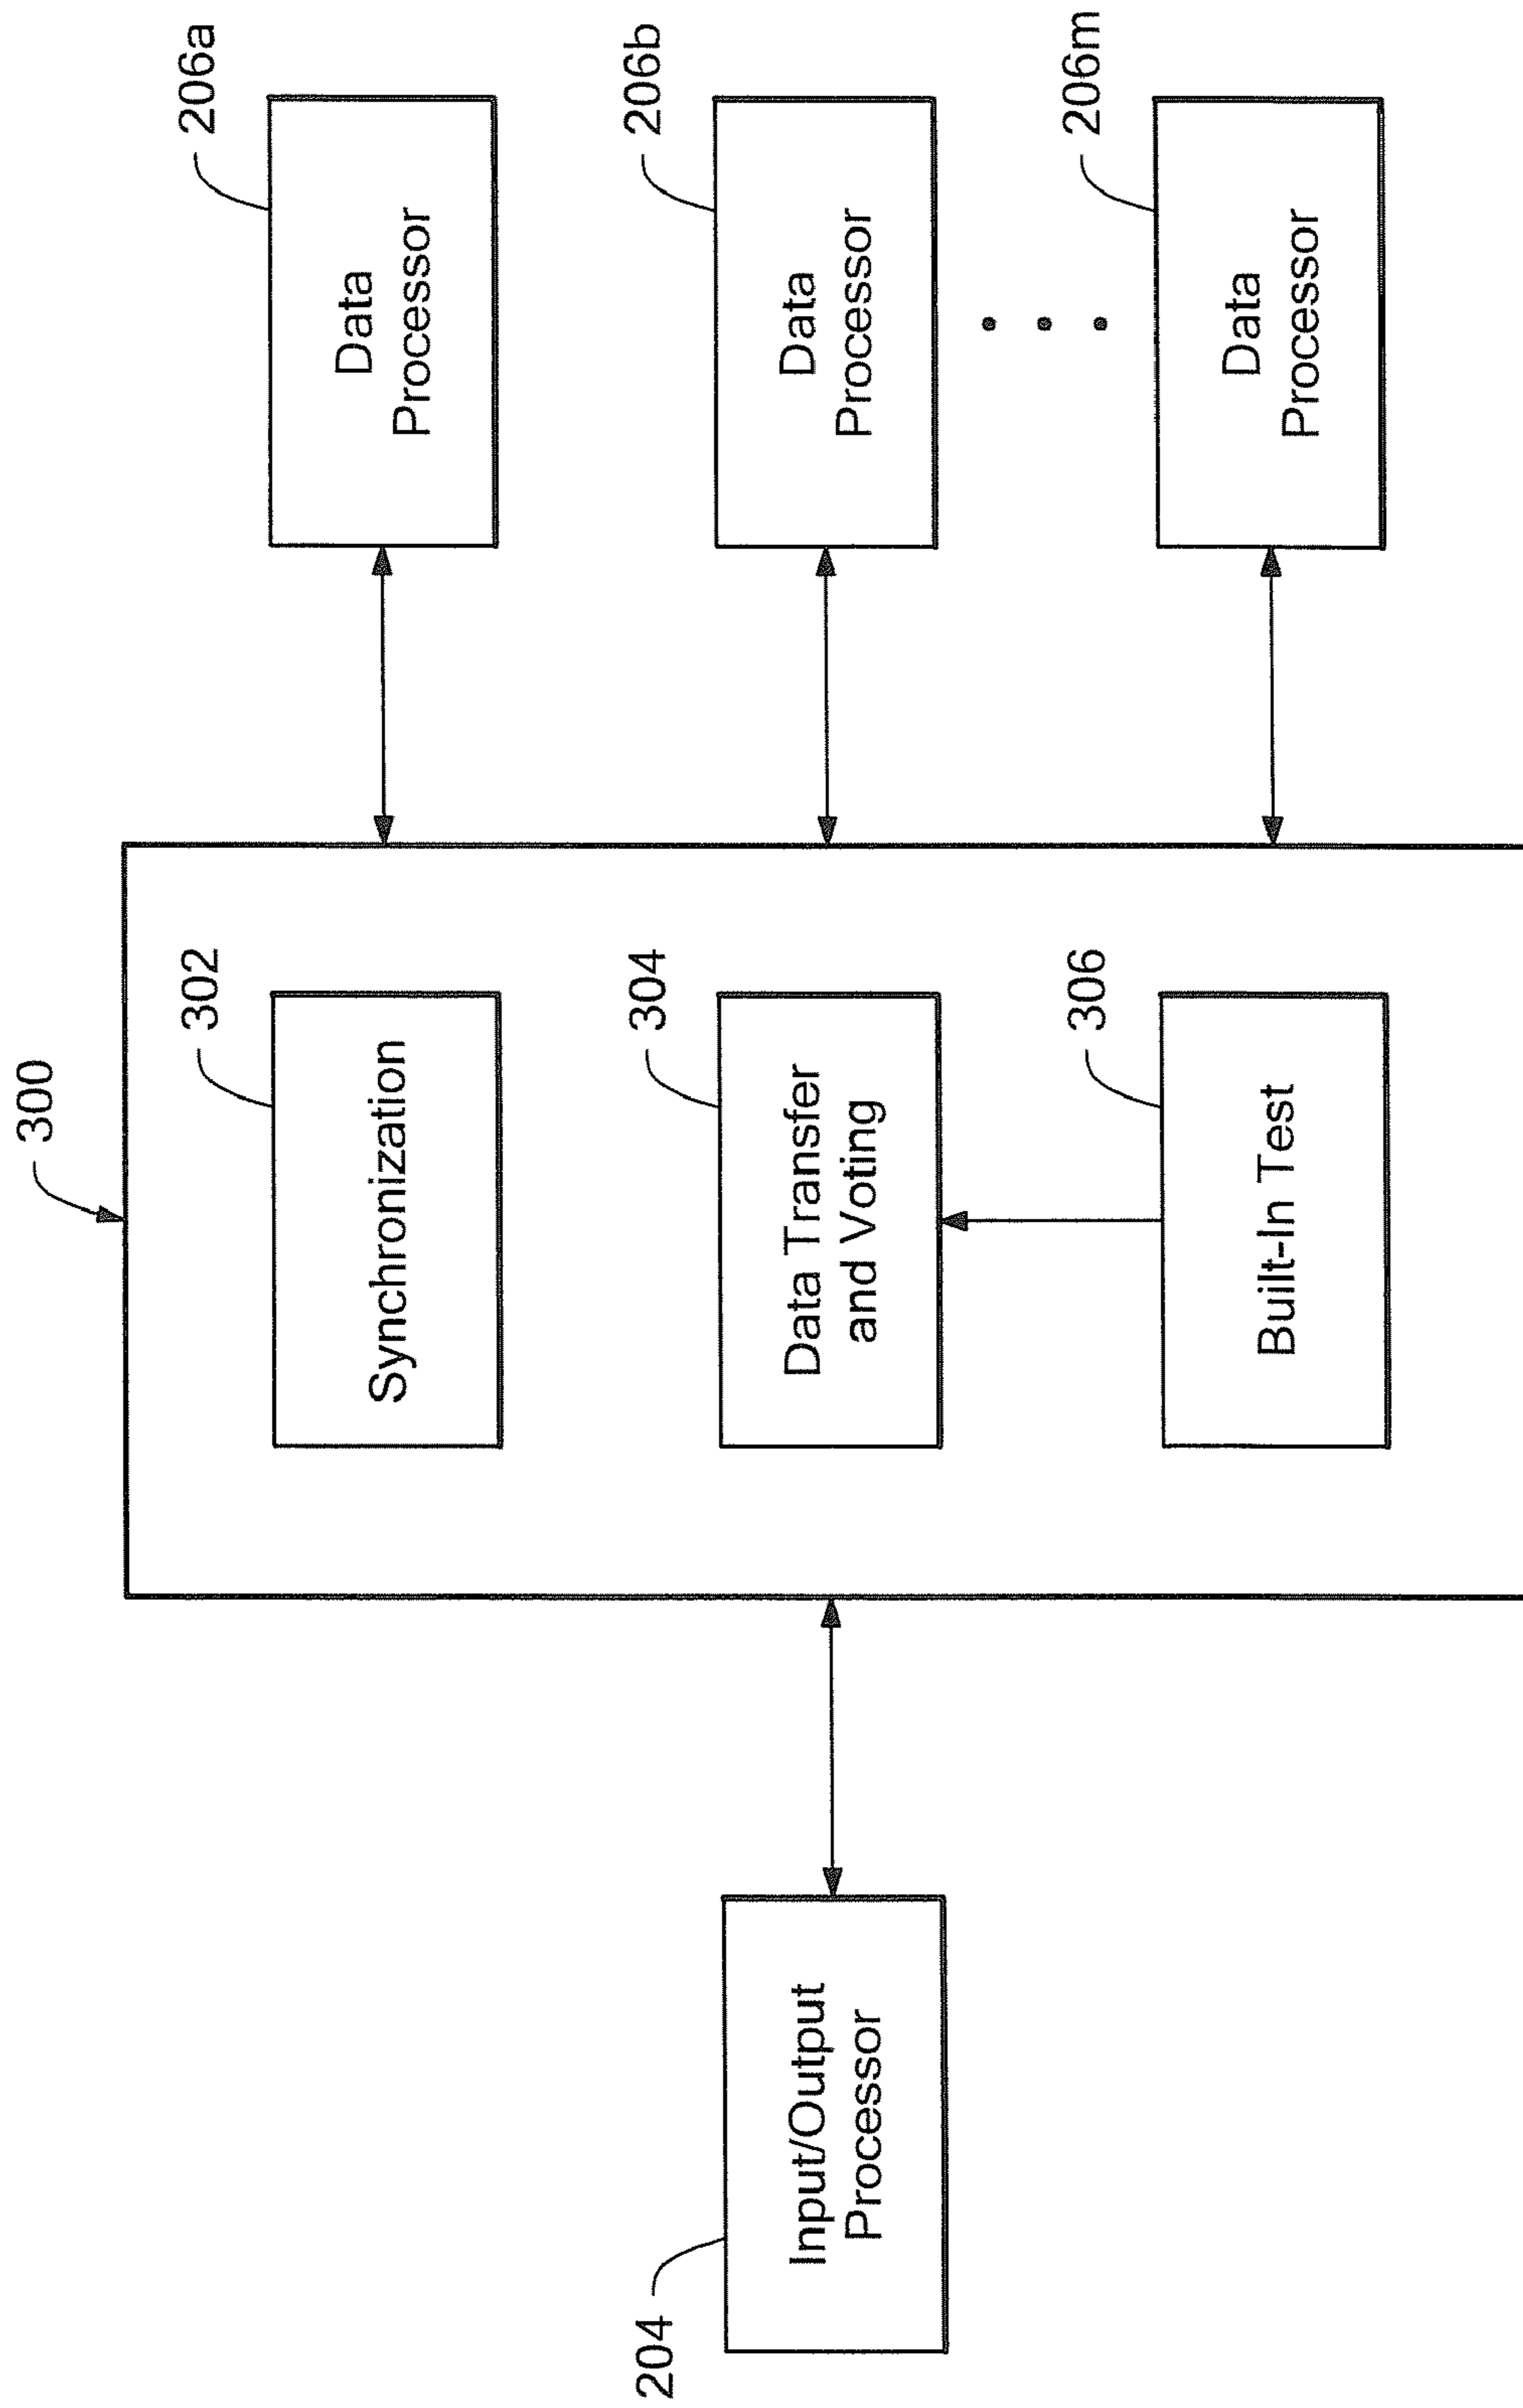 300
302
Synchronization
304
Data Transfer
and Voting
306
Built-In Test
204
Input/Output
Processor
206a
Data
Processor
206b
Data
Processor
206m
Data
Processor